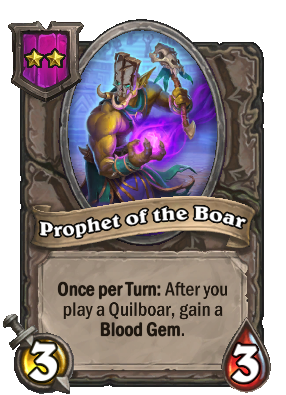 Prophet of the Boar
Once per Turn: After you
play a Quilboar, gain a
Blood Gem.
3
3